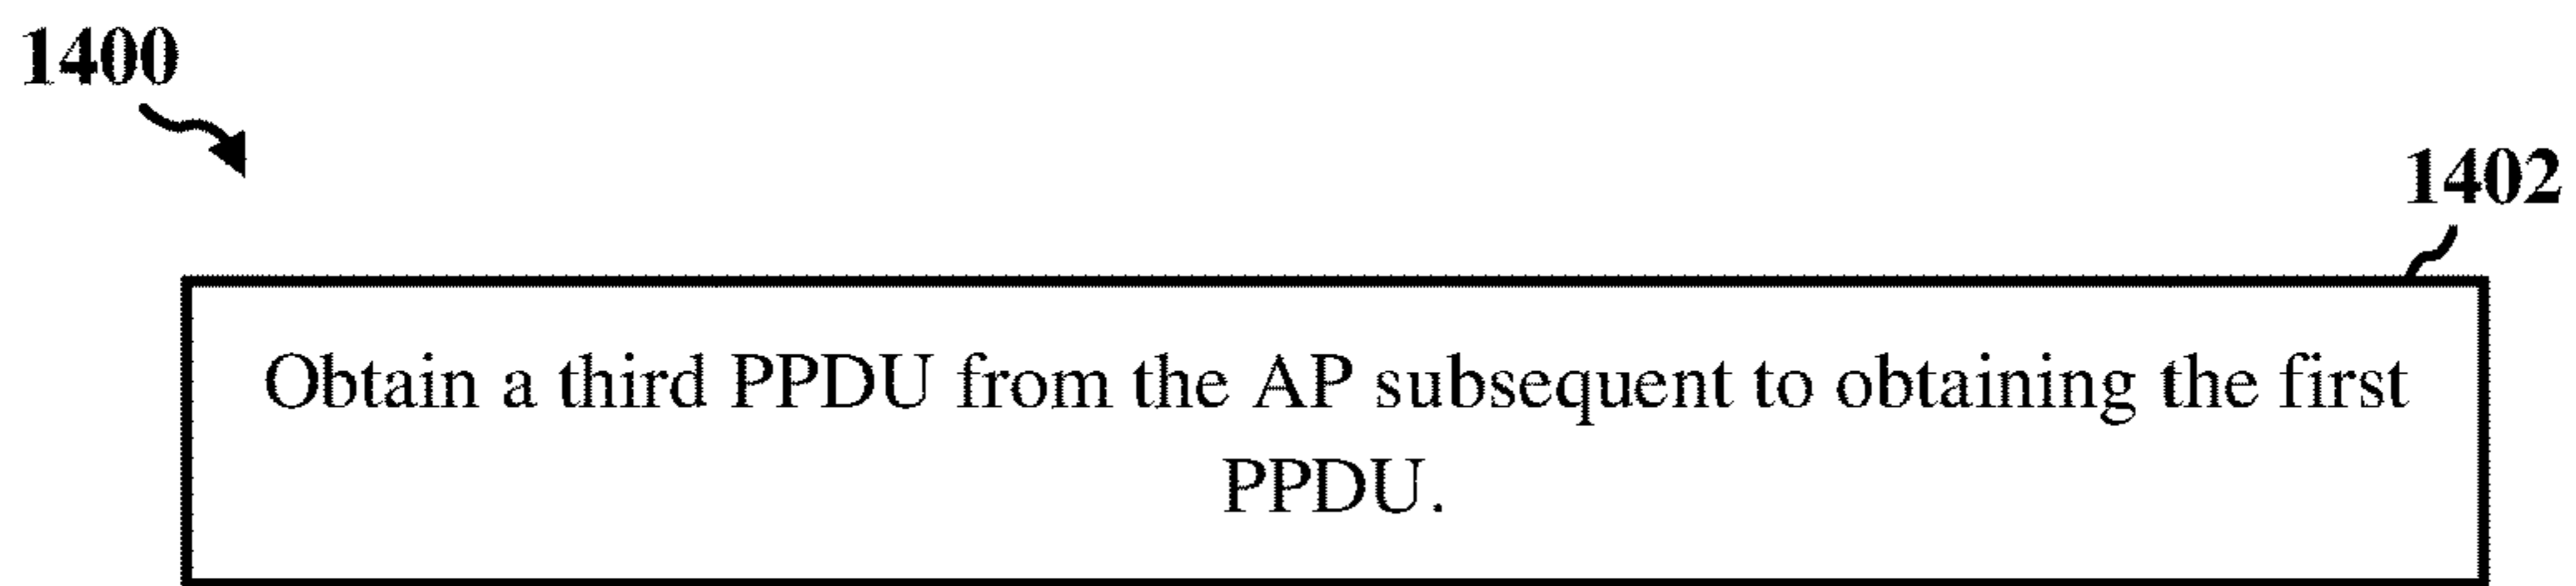 1400
1402
Obtain a third PPDU from the AP subsequent to obtaining the first
PPDU.